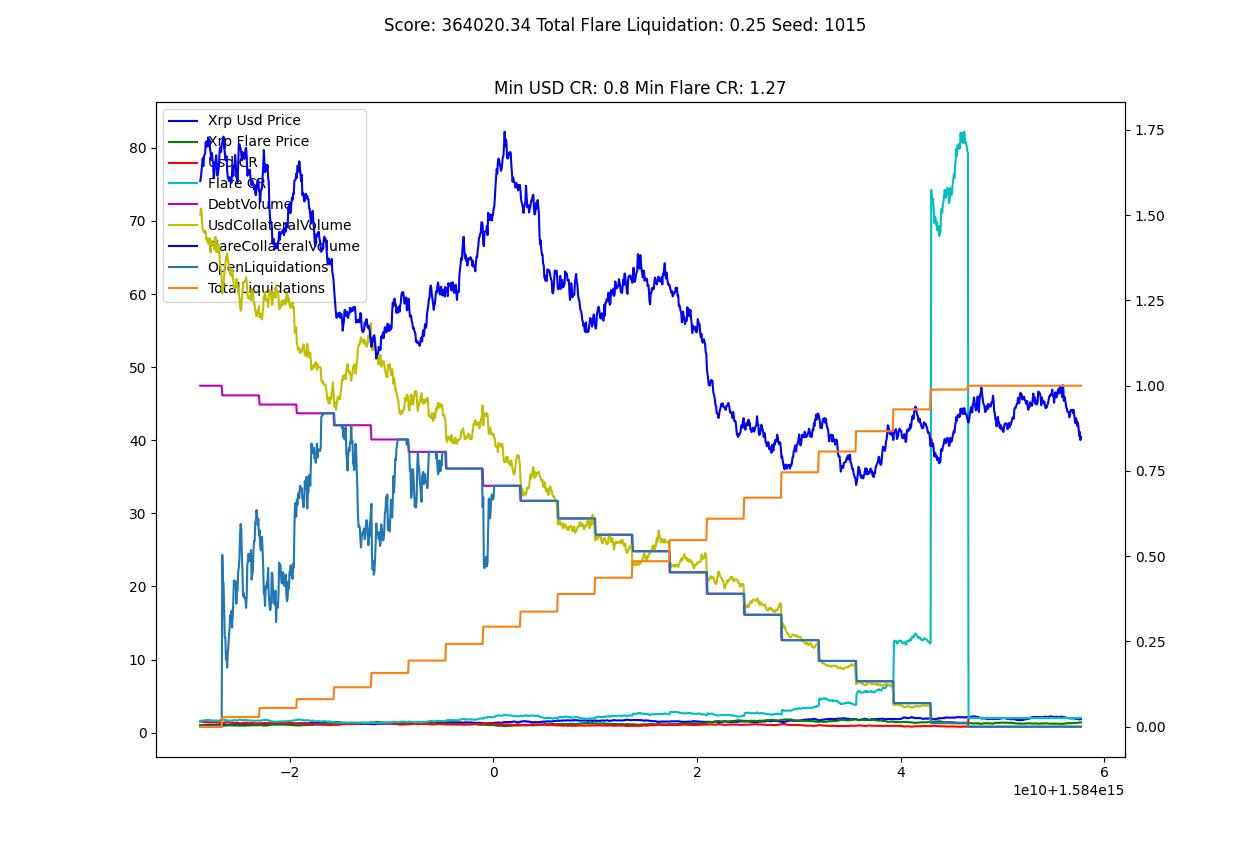 Score: 364020.34 Total Flare Liquidation: 0.25 Seed: 1015
Min USD CR: 0.8 Min Flare CR: 1.27
Xrp Usd Price
Xrp Flare Price
Usd CR
Flare CR
DebtVolume
UsdCollateralVolume
FlareCollateralVolume
OpenLiquidations
TotalLiquidations
80
70
60
50
40
30
20
10
0
1.75
1.50
1.25
1.00
0.75
0.50
0.25
0.00
−2 0 2 4 6
1e10+1.584e15